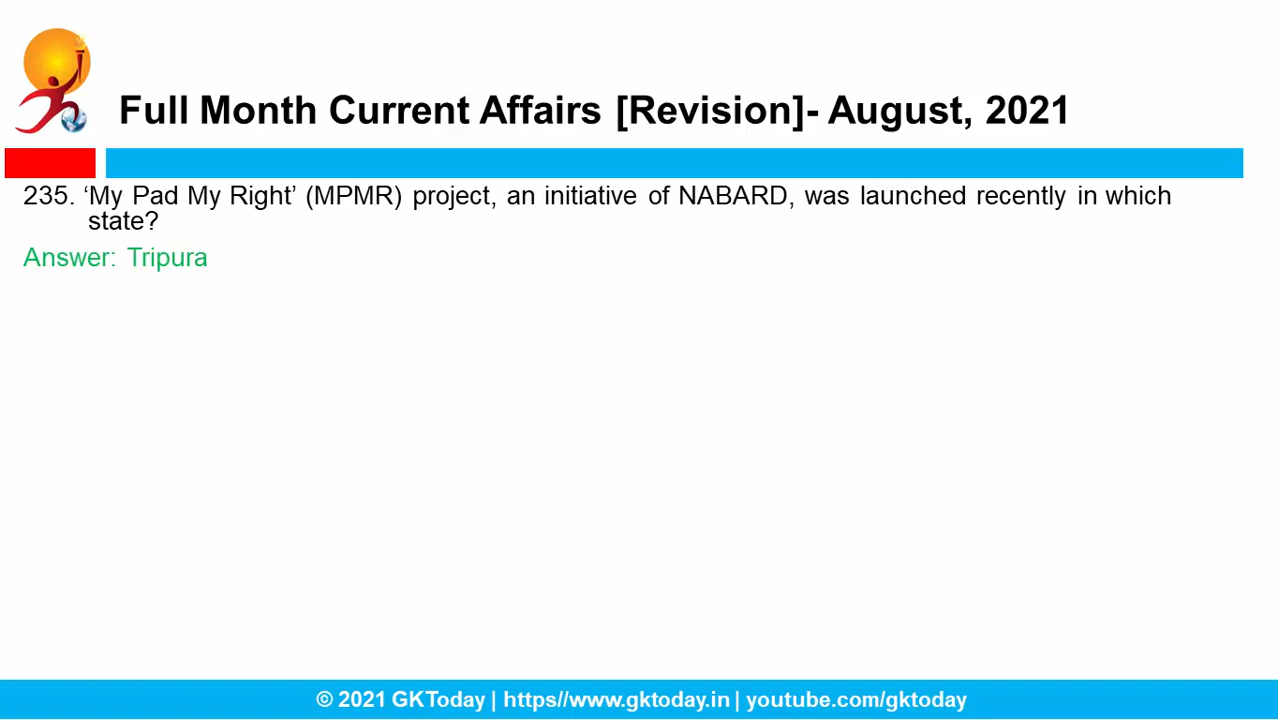 Full Month Current Affairs [Revision]- August, 2021
235. ‘My Pad My Right’ (MPMR) project, an initiative of NABARD, was launched recently in which
state?
Answer: Tripura
© 2021 GKToday | https//www.gktoday.in | youtube.com/gktoday